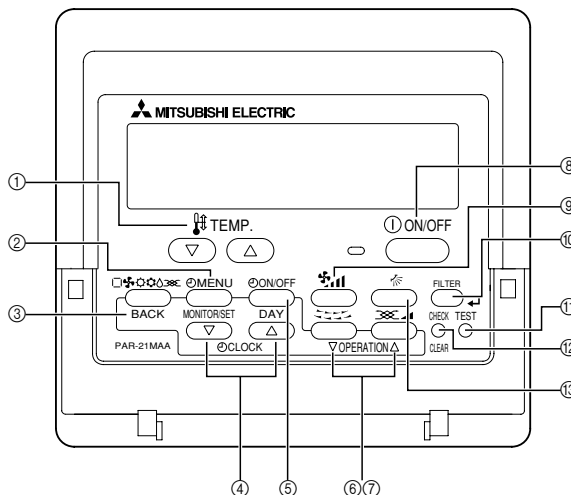 MITSUBISHI ELECTRIC
TEMP.
ON/OFF
MENU
ON/OFF
FILTER
BACK
MONITOR/SET
DAY
CHECK
TEST
PAR-21MAA
CLOCK
▽OPERATION△
CLEAR
①
②
③
④
⑤
⑥⑦
⑧
⑨
⑩
⑪
⑫
⑬